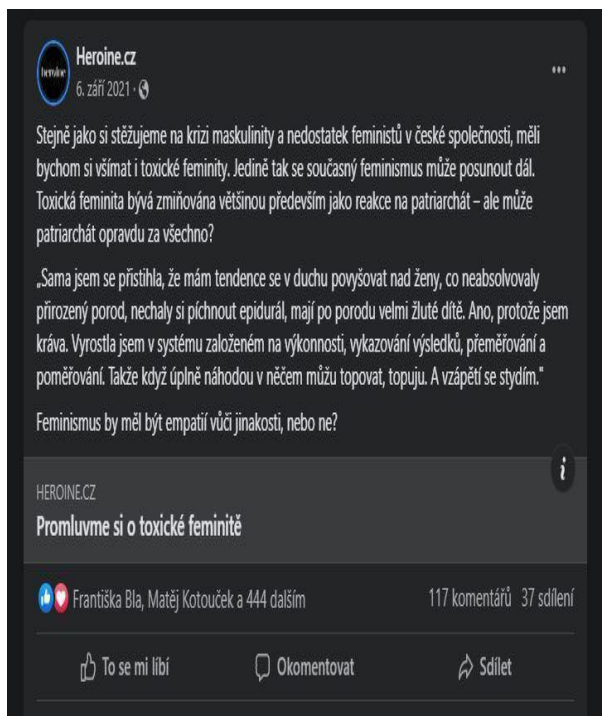 heroine
Heroine.cz
6. září 2021 ·
Stejně jako si stěžujeme na krizi maskulinity a nedostatek feministů v české společnosti, měli
bychom si všímat i toxické feminity. Jedině tak se současný feminismus může posunout dál.
Toxická feminita bývá zmiňována většinou především jako reakce na patriarchát – ale může
patriarchát opravdu za všechno?
„Sama jsem se přistihla, že mám tendence se v duchu povyšovat nad ženy, co neabsolvovaly
přirozený porod, nechaly si píchnout epidurál, mají po porodu velmi žluté dítě. Ano, protože jsem
kráva. Vyrostla jsem v systému založeném na výkonnosti, vykazování výsledků, přeměřování a
poměřování. Takže když úplně náhodou v něčem můžu topovat, topuju. A vzápětí se stydím."
Feminismus by měl být empatií vůči jinakosti, nebo ne?
i
HEROINE.CZ
Promluvme si o toxické feminitě
Františka Bla, Matěj Kotouček a 444 dalším
117 komentářů 37 sdílení
To se mi líbí
Okomentovat
Sdílet